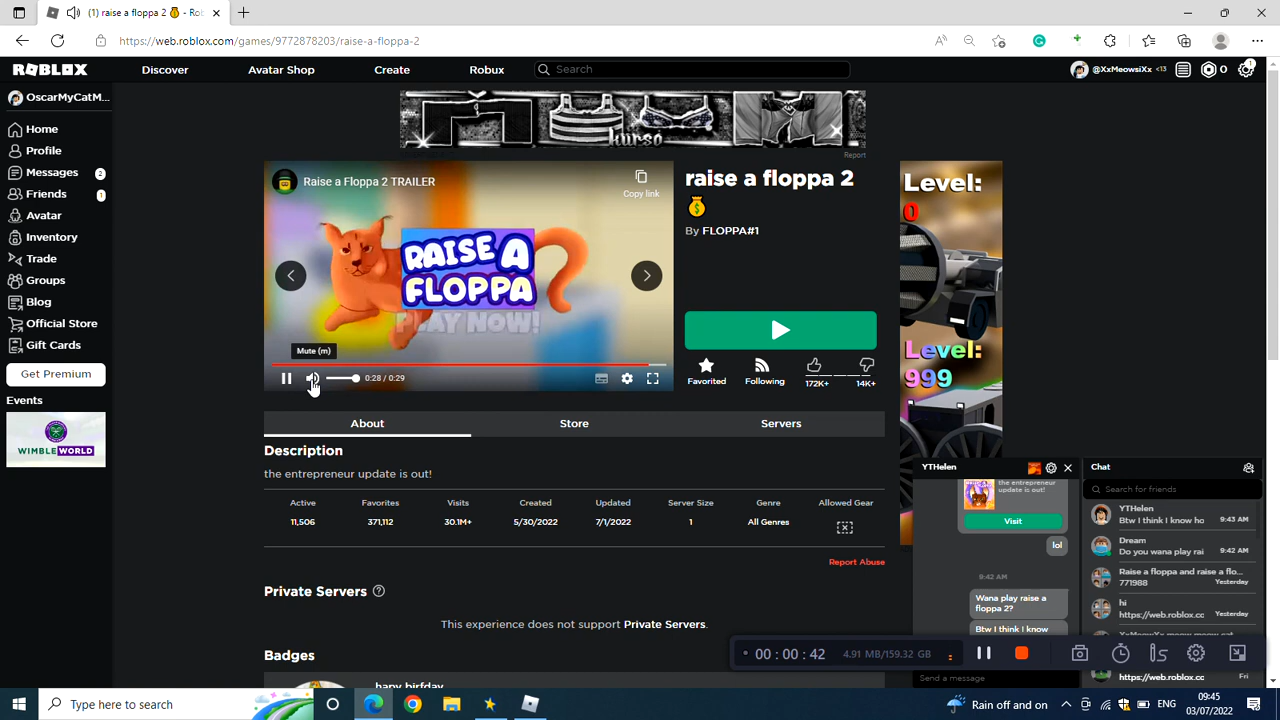 (1) raise a floppa 2 💰 - Rob
https://web.roblox.com/games/9772878203/raise-a-floppa-2
ROBLOX
Discover
Avatar Shop
Create
Robux
Search
@XxMeowsiXx <13
0
1
OscarMyCatM...
Home
Profile
Messages
2
Friends
1
Avatar
Inventory
Trade
Groups
Blog
Official Store
Gift Cards
Get Premium
Events
WIMBLEWORLD
kurso
Report
Raise a Floppa 2 TRAILER
Copy link
RAISE A
FLOPPA
PLAY NOW!
Mute (m)
0:28 / 0:29
raise a floppa 2
💰
By FLOPPA#1
Favorited
Following
172K+
14K+
Level:
0
Level:
999
About
Store
Servers
Description
the entrepreneur update is out!
Active
Favorites
Visits
Created
Updated
Server Size
Genre
Allowed Gear
11,506
371,112
30.1M+
5/30/2022
7/1/2022
1
All Genres
Report Abuse
Private Servers
This experience does not support Private Servers.
Badges
hapy birfday
YTHelen
the entrepreneur
update is out!
Visit
lol
9:42 AM
Wana play raise a
floppa 2?
Btw I think I know
Send a message
Chat
Search for friends
YTHelen
Btw I think I know ho
9:43 AM
Dream
Do you wana play rai
9:42 AM
Raise a floppa and raise a flo...
771988
Yesterday
hi
https://web.roblox.cc
Yesterday
https://web.roblox.cc
Fri
00 : 00 : 42
4.91 MB/159.32 GB
Type here to search
Rain off and on
ENG
09:45
03/07/2022